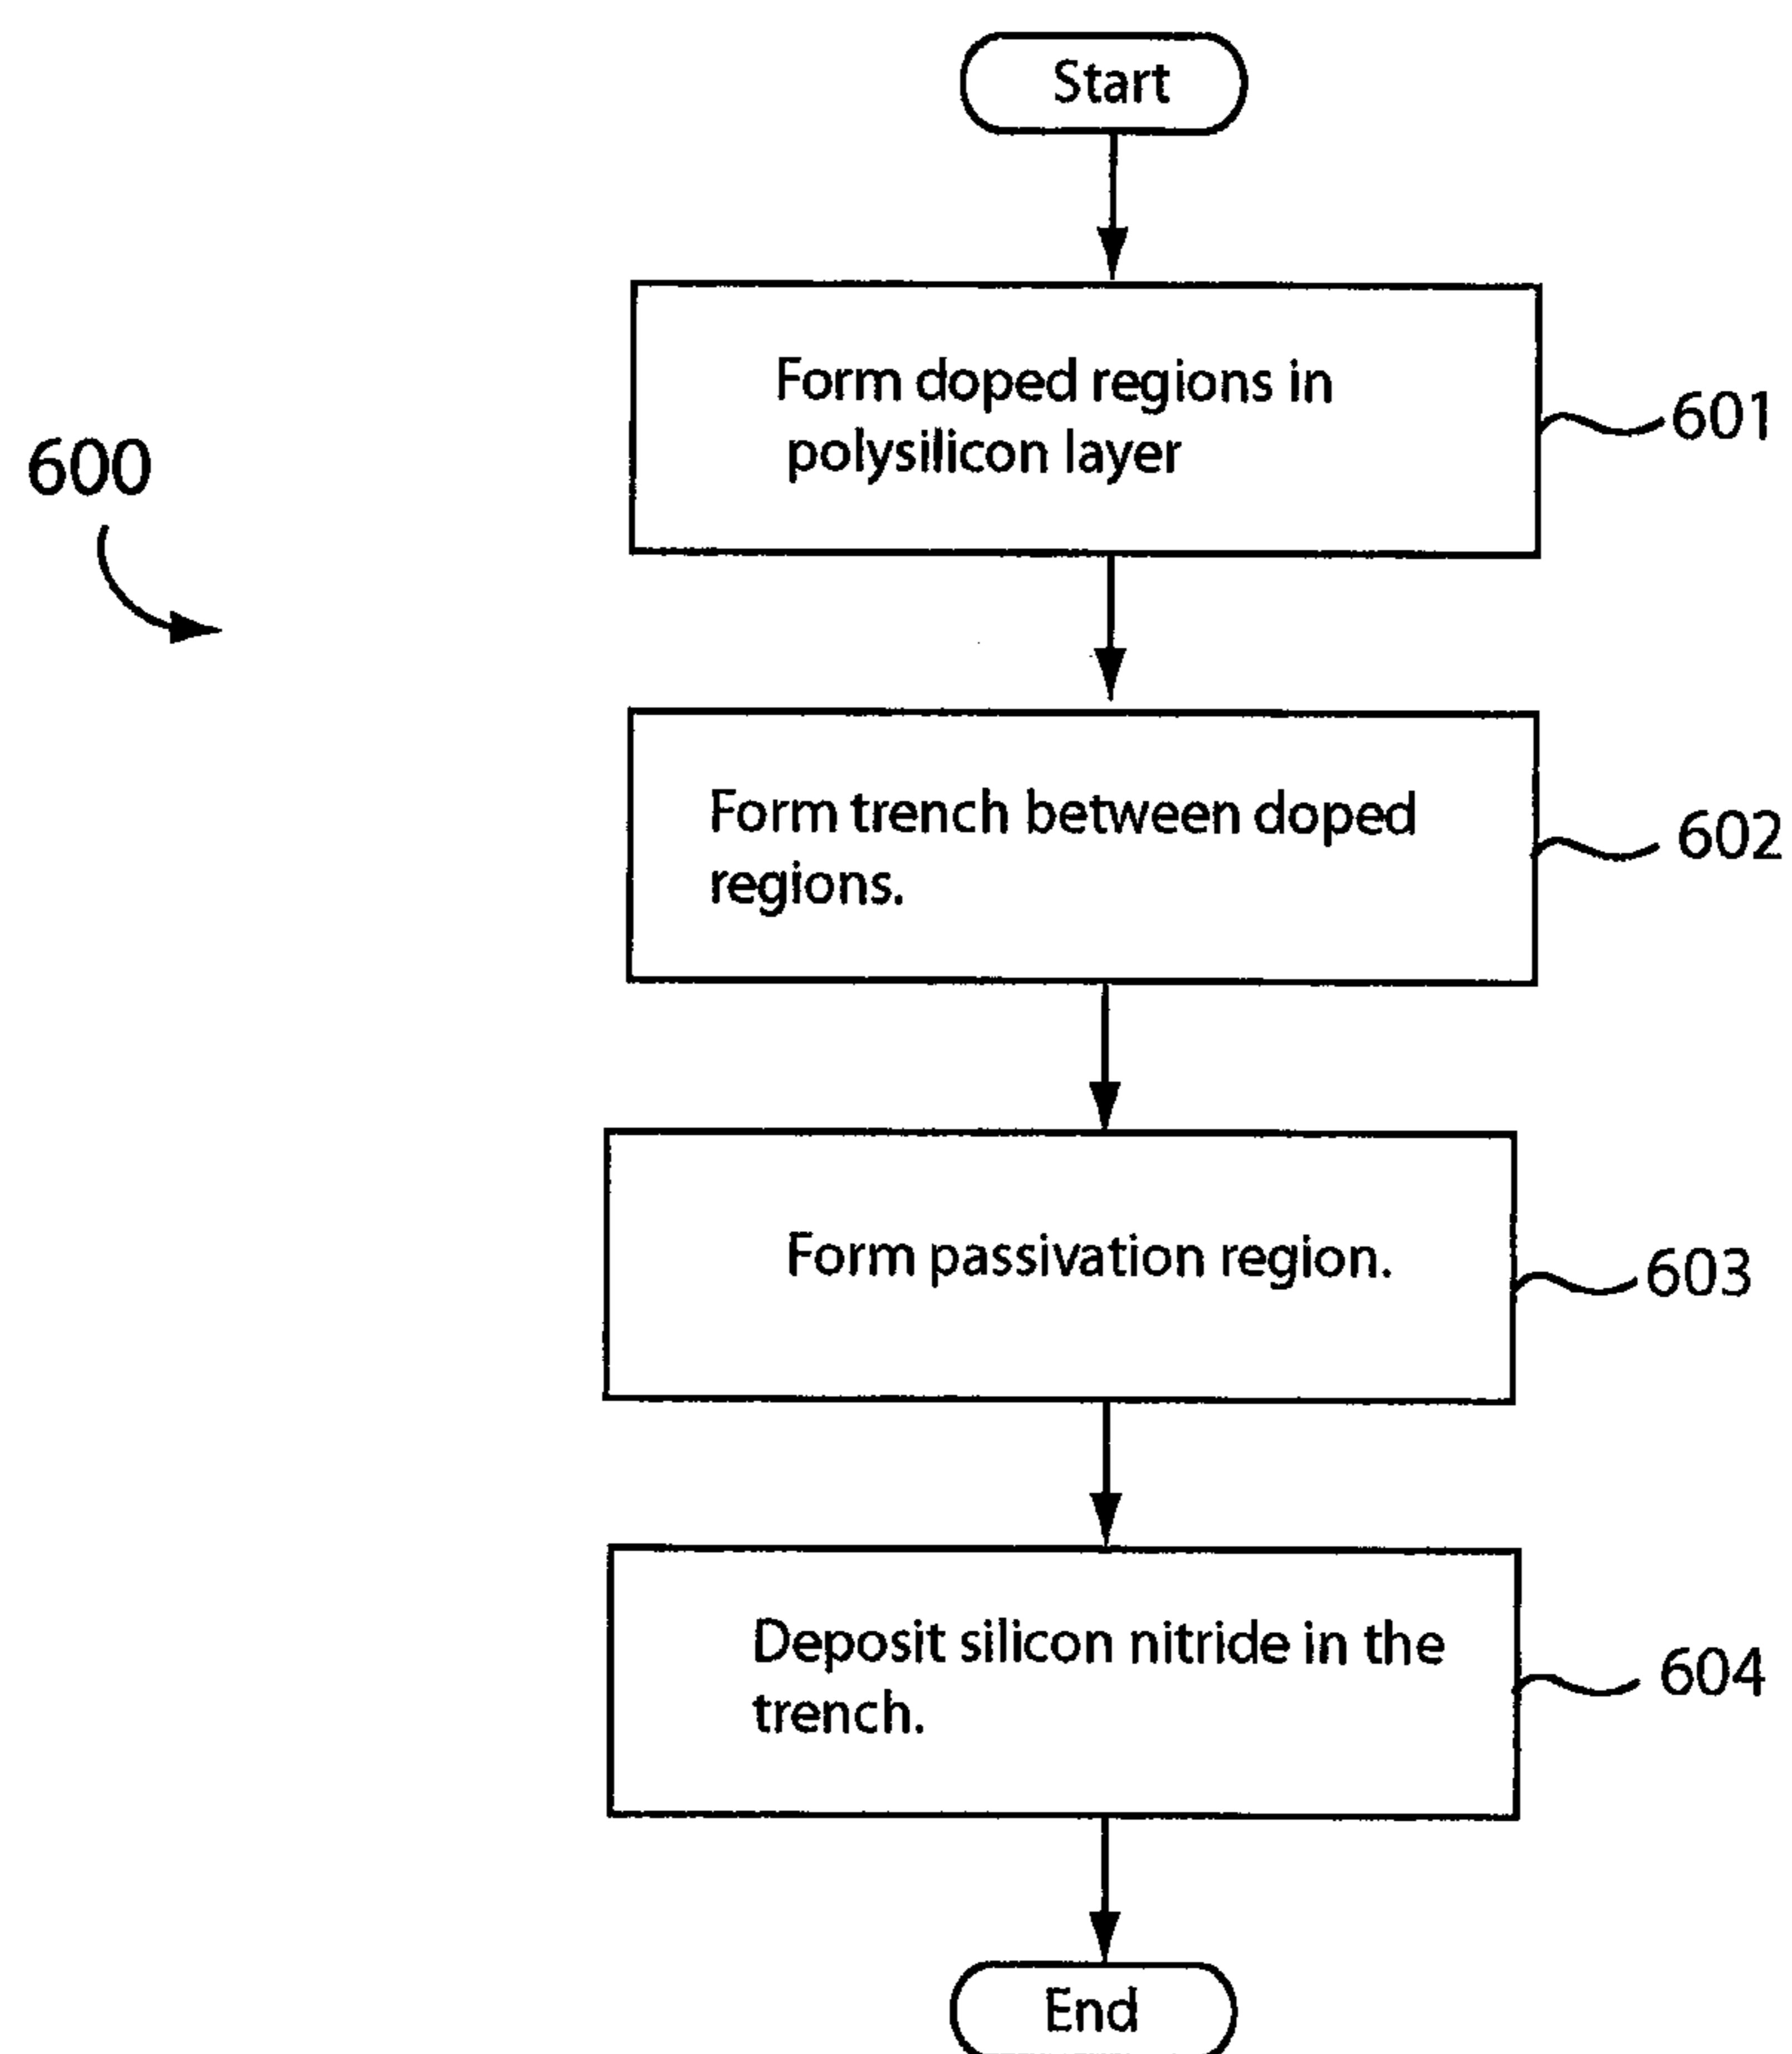 Start
Form doped regions in
polysilicon layer
601
600
Form trench between doped
regions.
602
Form passivation region.
603
Deposit silicon nitride in the
trench.
604
End